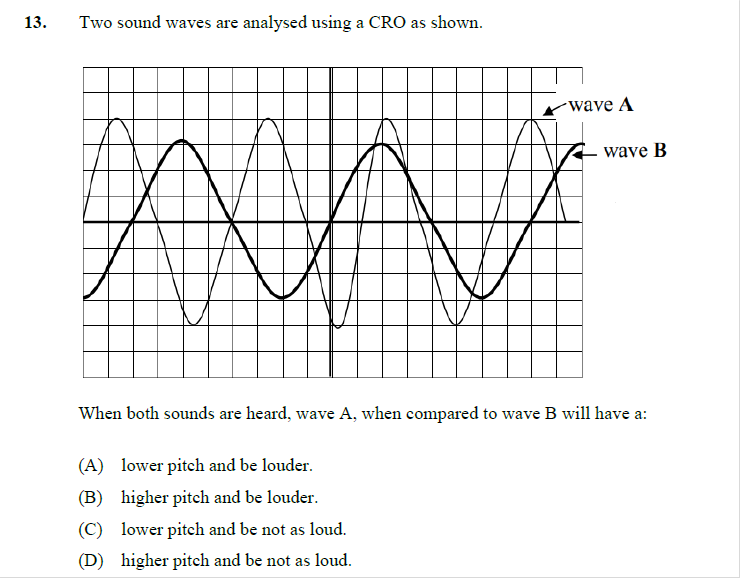 13. Two sound waves are analysed using a CRO as shown.
wave A
wave B
When both sounds are heard, wave A, when compared to wave B will have a:
(A) lower pitch and be louder.
(B) higher pitch and be louder.
(C) lower pitch and be not as loud.
(D) higher pitch and be not as loud.